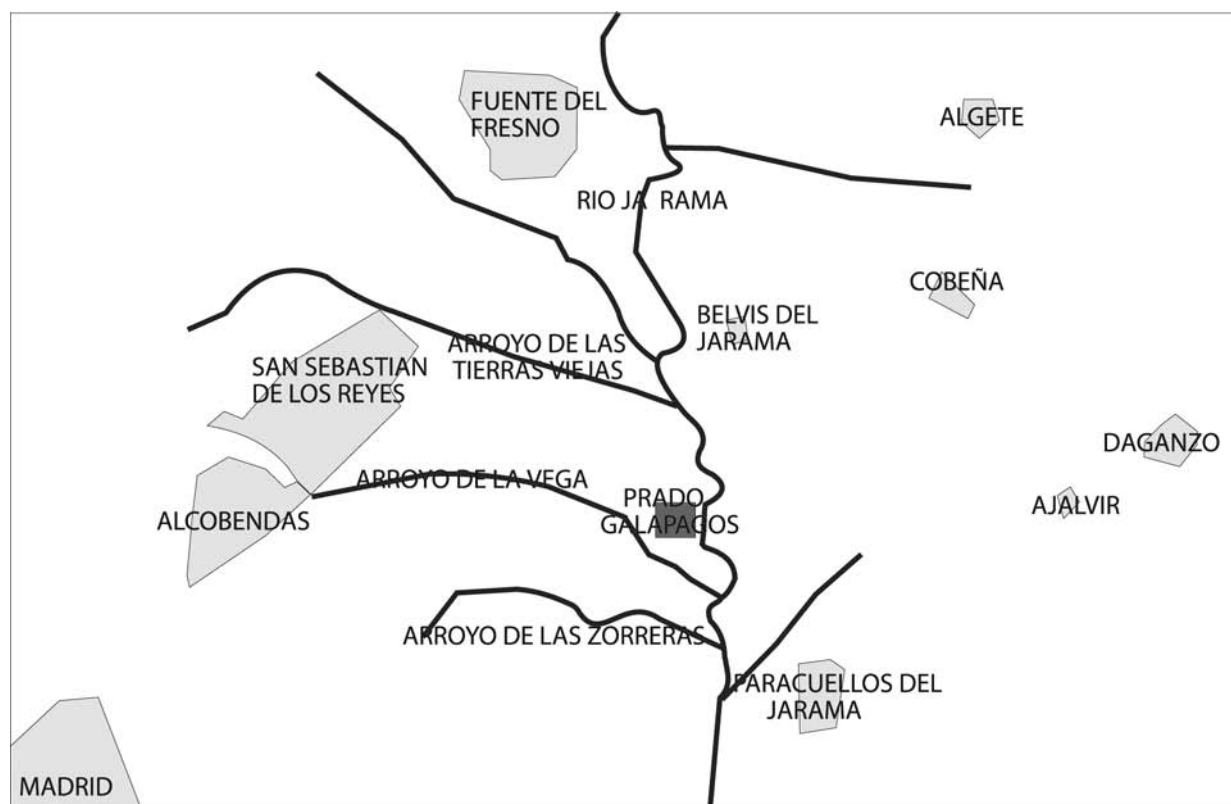 FUENTE DEL
FRESNO
ALGETE
RIO JA RAMA
COBEÑA
BELVIS DEL
JARAMA
ARROYO DE LAS
TIERRAS VIEJAS
SAN SEBASTIAN
DE LOS REYES
DAGANZO
ARROYO DE LA VEGA
PRADO
GALAPAGOS
AJALVIR
ALCOBENDAS
ARROYO DE LAS ZORRERAS
PARACUELLOS DEL
JARAMA
MADRID